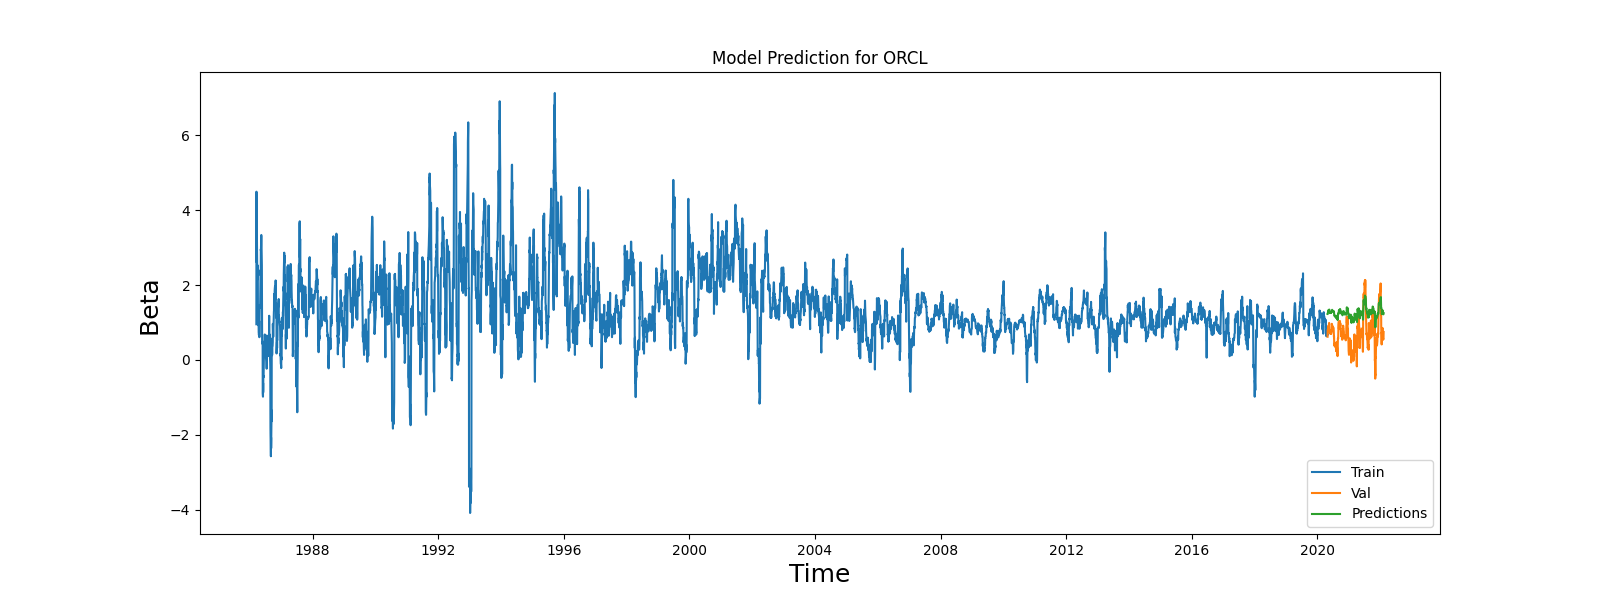 Model Prediction for ORCL
Beta
6
4
2
0
−2
−4
1988 1992 1996 2000 2004 2008 2012 2016 2020
Time
Train
Val
Predictions